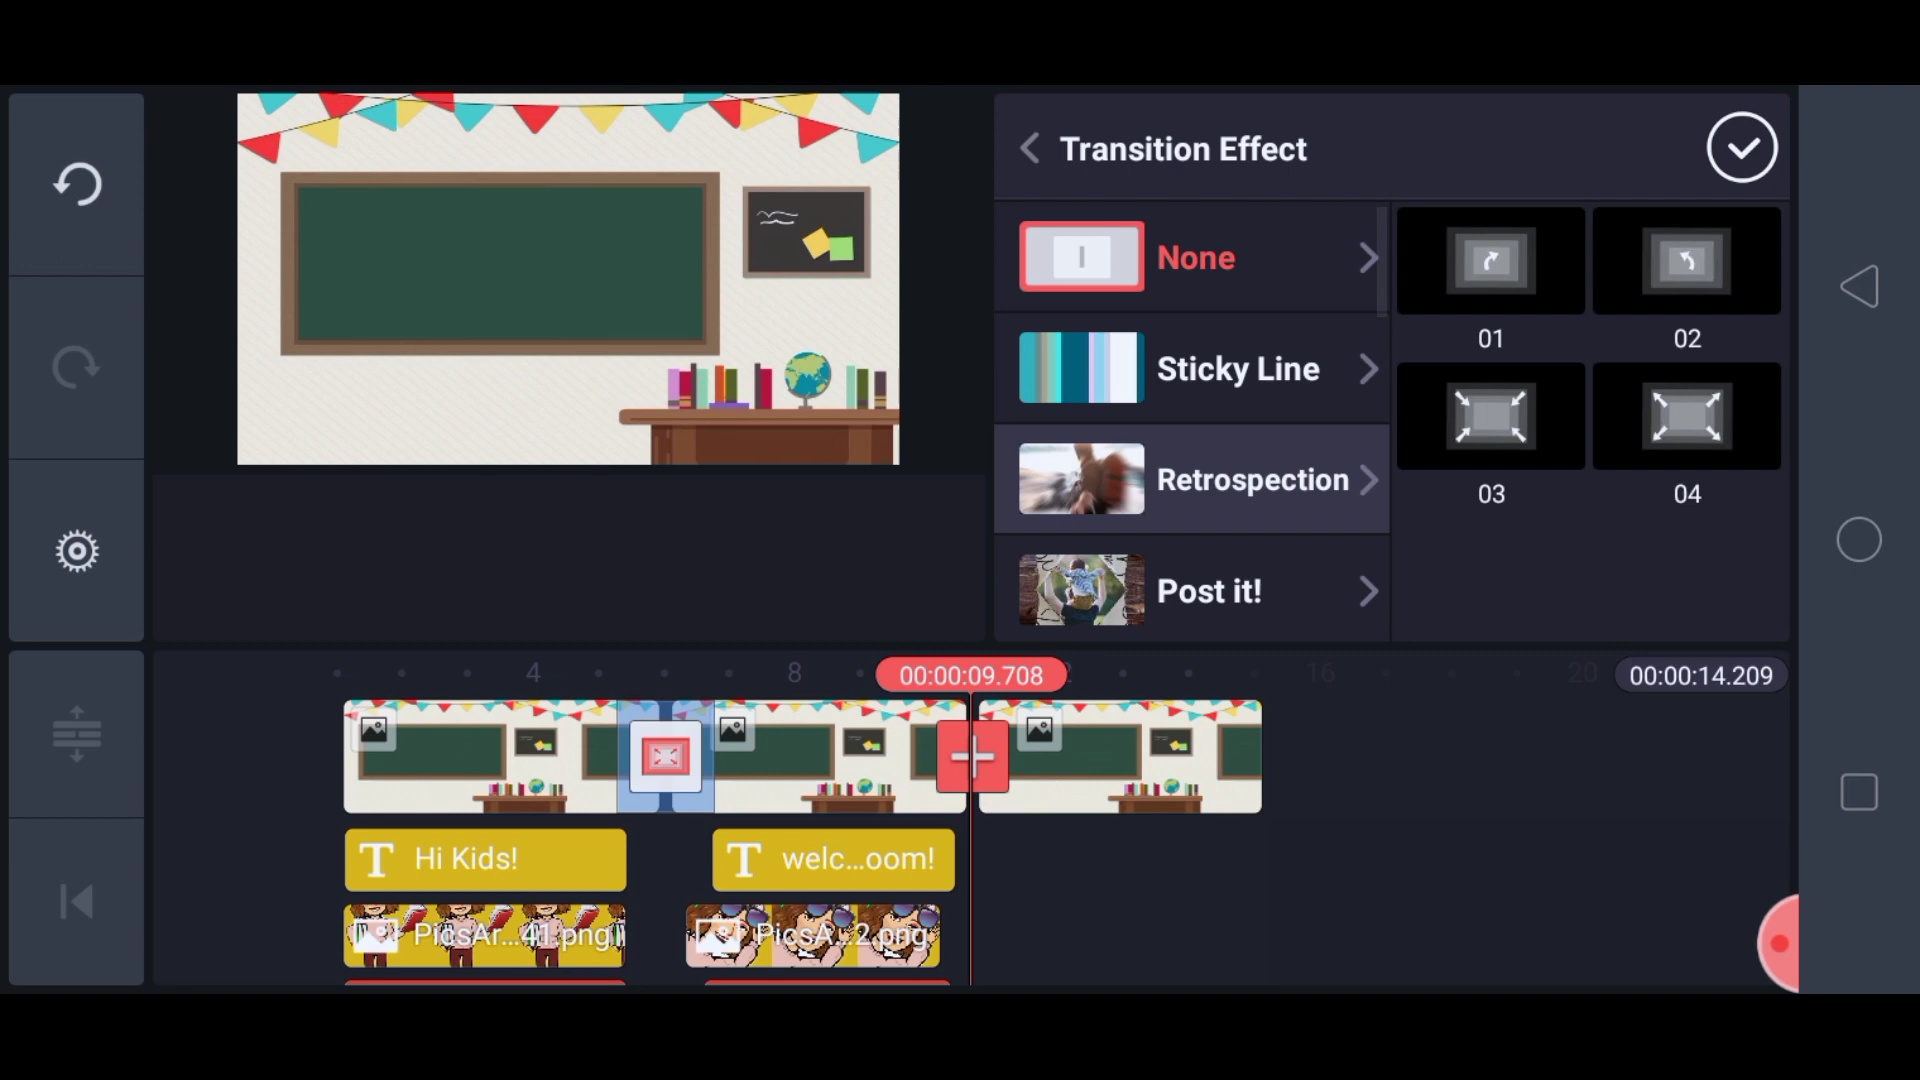 Transition Effect
None
Sticky Line
Retrospection
Post it!
01
02
03
04
4
8
00:00:09.708
16
20
00:00:14.209
Hi Kids!
welc...oom!
PicsAr...41.png
PicsA...2.png